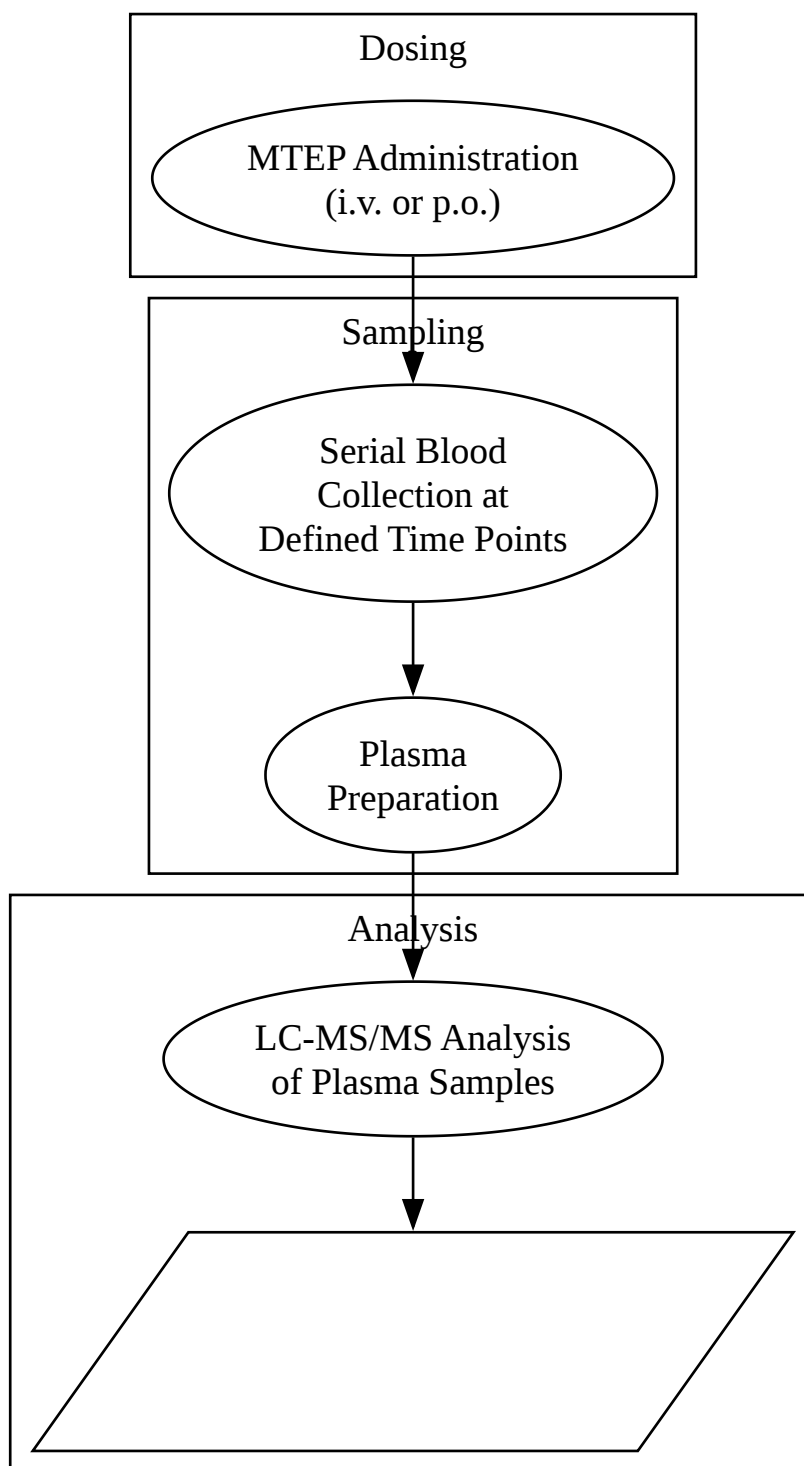 Dosing
MTEP Administration
(i.v. or p.o.)
Sampling
Serial Blood
Collection at
Defined Time Points
Plasma
Preparation
Analysis
LC-MS/MS Analysis
of Plasma Samples